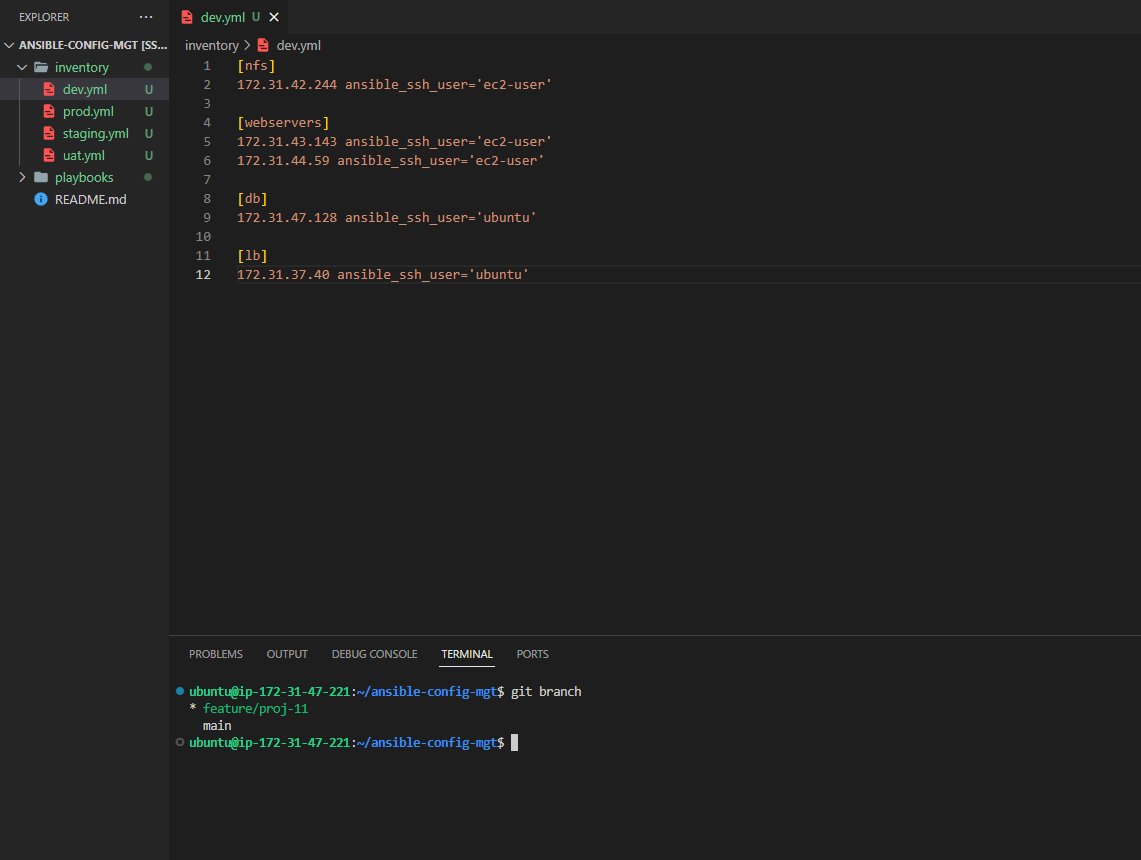 EXPLORER ...
ANSIBLE-CONFIG-MGT [SS...
inventory
dev.yml U
prod.yml U
staging.yml U
uat.yml U
playbooks
README.md
dev.yml U
inventory > dev.yml
1 [nfs]
2 172.31.42.244 ansible_ssh_user='ec2-user'
3
4 [webservers]
5 172.31.43.143 ansible_ssh_user='ec2-user'
6 172.31.44.59 ansible_ssh_user='ec2-user'
7
8 [db]
9 172.31.47.128 ansible_ssh_user='ubuntu'
10
11 [lb]
12 172.31.37.40 ansible_ssh_user='ubuntu'
PROBLEMS OUTPUT DEBUG CONSOLE TERMINAL PORTS
ubuntu@ip-172-31-47-221:~/ansible-config-mgt$ git branch
* feature/proj-11
main
ubuntu@ip-172-31-47-221:~/ansible-config-mgt$